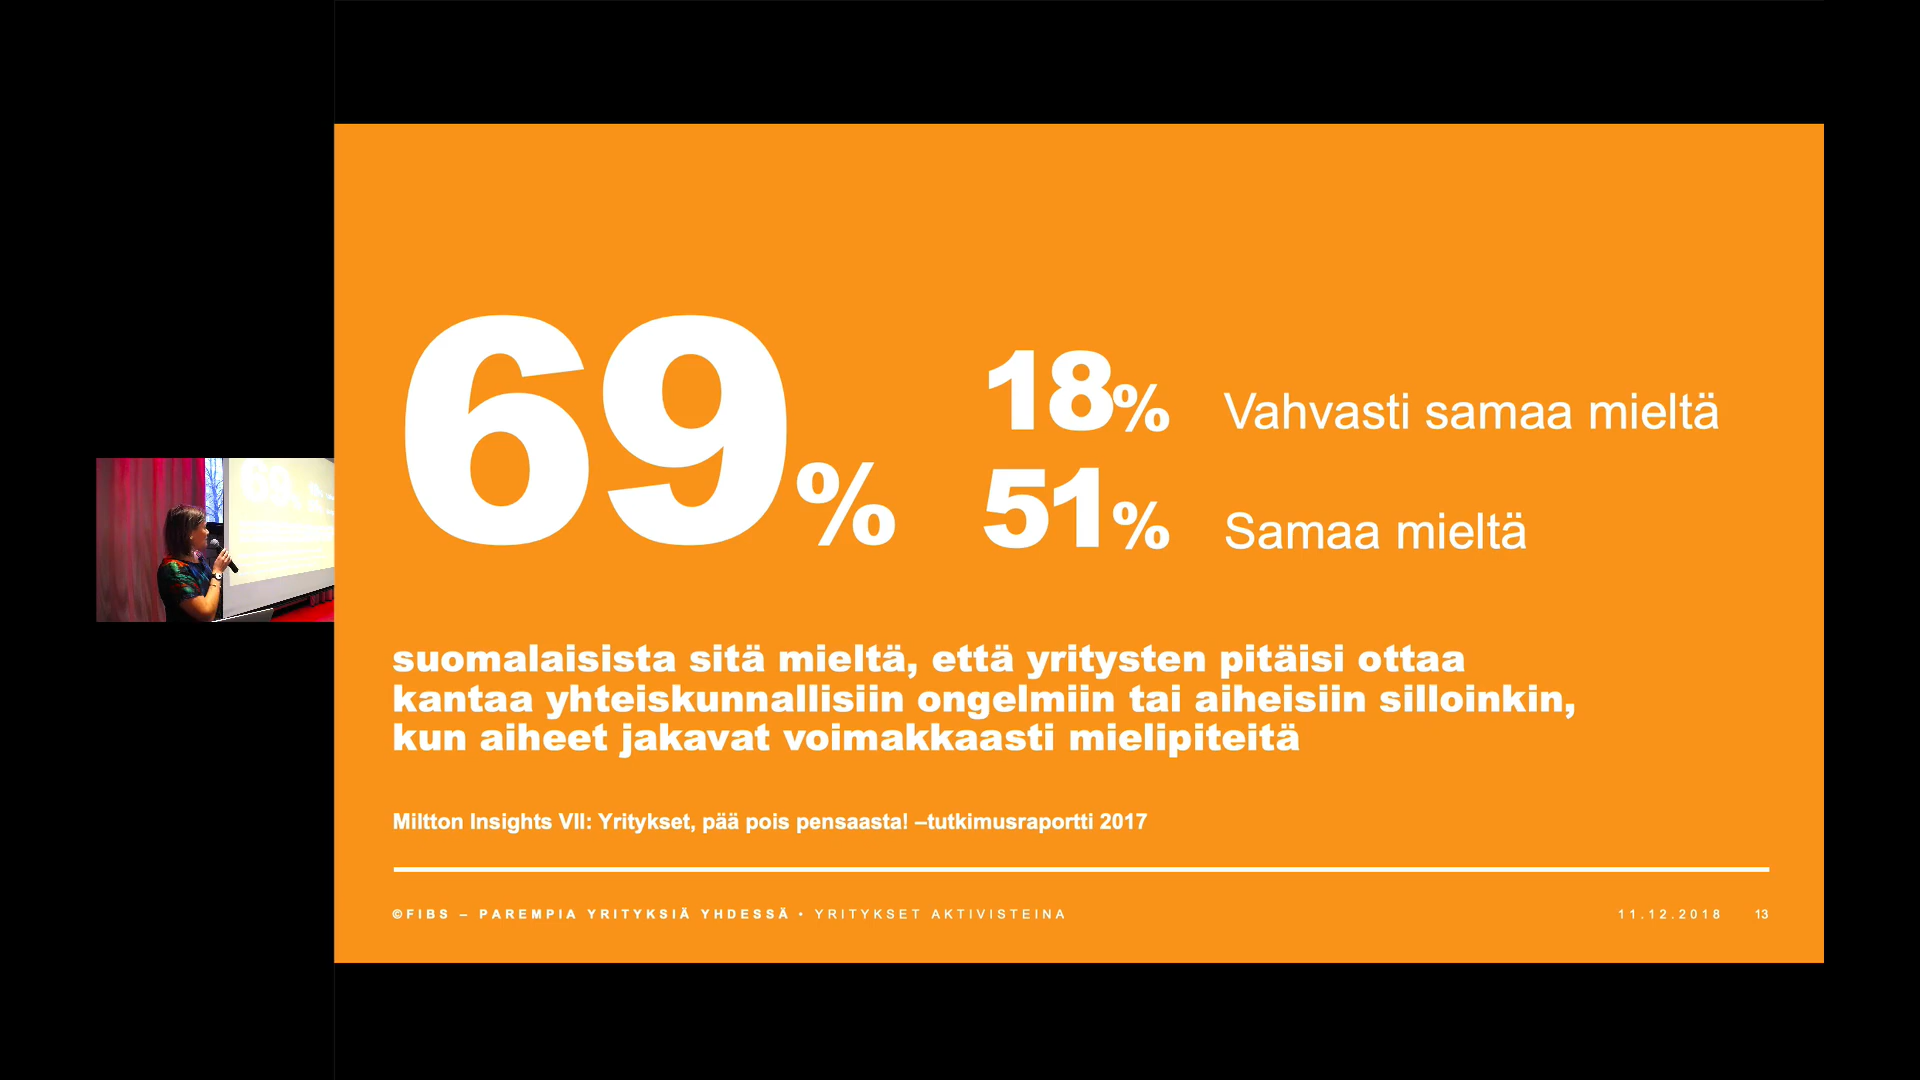 69%
18% Vahvasti samaa mieltä
51% Samaa mieltä
suomalaisista sitä mieltä, että yritysten pitäisi ottaa
kantaa yhteiskunnallisiin ongelmiin tai aiheisiin silloinkin,
kun aiheet jakavat voimakkaasti mielipiteitä
Miltton Insights VII: Yritykset, pää pois pensaasta! –tutkimusraportti 2017
©FIBS – PAREMPIA YRITYKSIÄ YHDESSÄ • YRITYKSET AKTIVISTEINA 11.12.2018 13